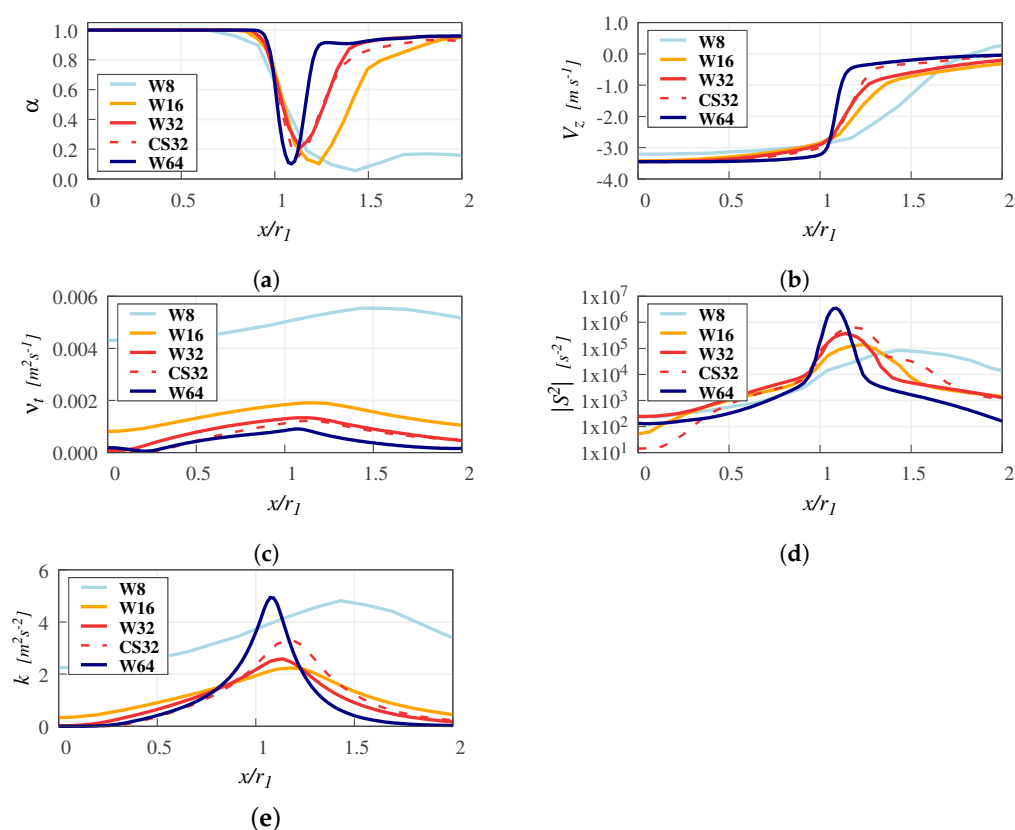 α
1.0
0.8
0.6
0.4
0.2
0.0
W8
W16
W32
CS32
W64
0 0.5 1 1.5 2
x/r₁
(a)
V_z [m s⁻¹]
1.0
0.0
-1.0
-2.0
-3.0
-4.0
W8
W16
W32
CS32
W64
0 0.5 1 1.5 2
x/r₁
(b)
ν_t [m²s⁻¹]
0.006
0.004
0.002
0.000
W8
W16
W32
CS32
W64
0 0.5 1 1.5 2
x/r₁
(c)
|S²| [s⁻²]
1x10⁷
1x10⁶
1x10⁵
1x10⁴
1x10³
1x10²
1x10¹
W8
W16
W32
CS32
W64
0 0.5 1 1.5 2
x/r₁
(d)
k [m²s⁻²]
6
4
2
0
W8
W16
W32
CS32
W64
0 0.5 1 1.5 2
x/r₁
(e)